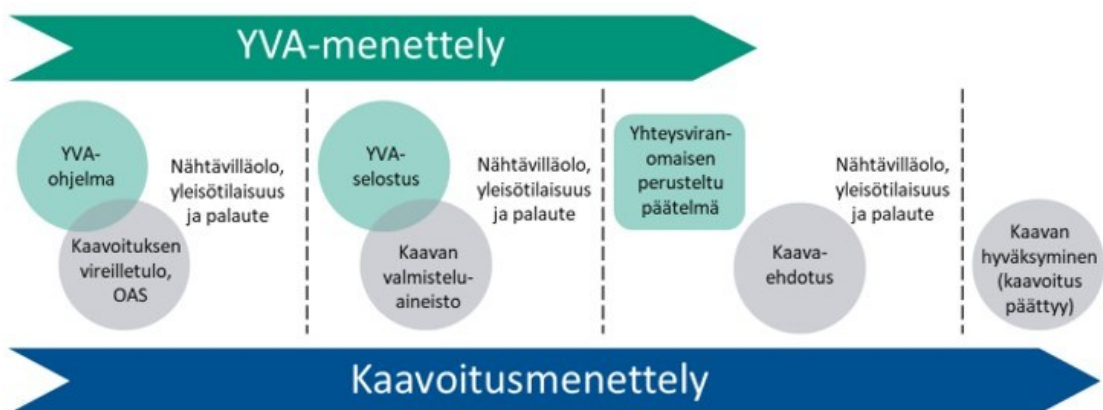 YVA-menettely
YVA-
ohjelma
Nähtävilläolo,
yleisötilaisuus
ja palaute
Kaavoituksen
vireilletulo,
OAS
YVA-
selostus
Nähtävilläolo,
yleisötilaisuus
ja palaute
Kaavan
valmistelu-
aineisto
Yhteysviran-
omaisen
perusteltu
päätelmä
Nähtävilläolo,
yleisötilaisuus
ja palaute
Kaava-
ehdotus
Kaavan
hyväksyminen
(kaavoitus
päättyy)
Kaavoitusmenettely